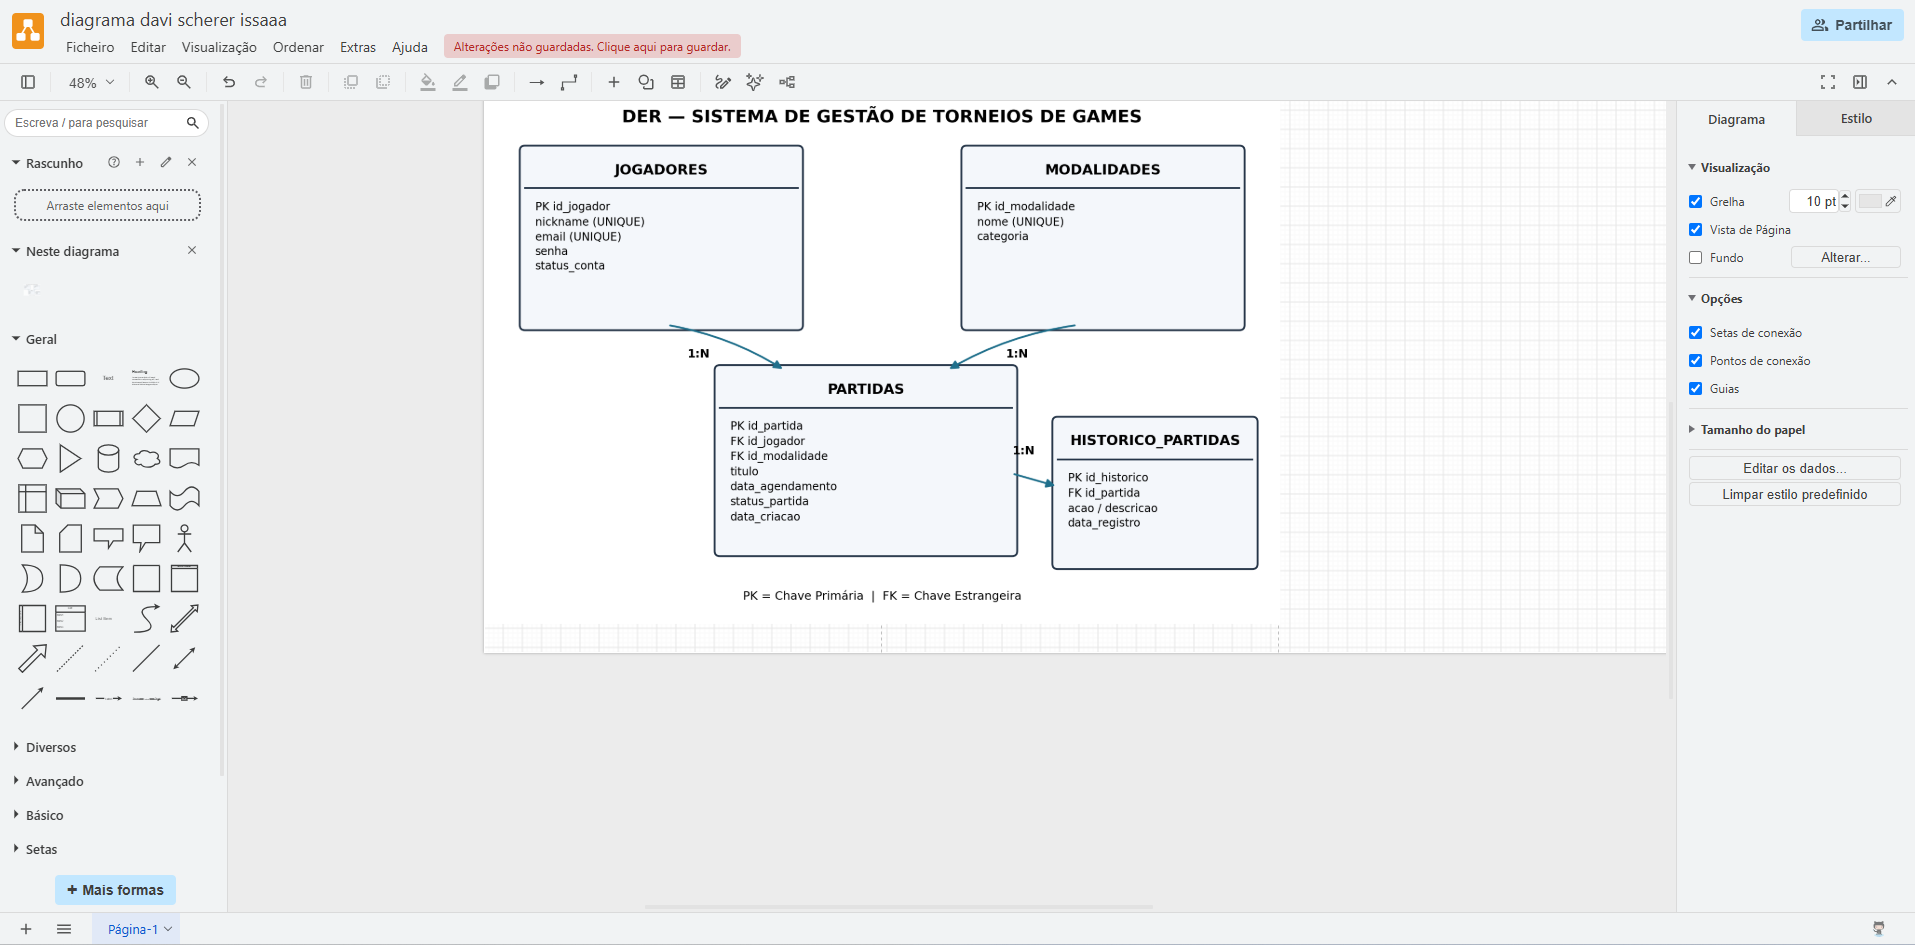 diagrama davi scherer issaaa
Ficheiro Editar Visualização Ordenar Extras Ajuda
Alterações não guardadas. Clique aqui para guardar.
Partilhar
48%
Escreva / para pesquisar
Rascunho
Arraste elementos aqui
Neste diagrama
Geral
Text
Heading
List Item
Diversos
Avançado
Básico
Setas
+ Mais formas
Página-1
DER — SISTEMA DE GESTÃO DE TORNEIOS DE GAMES
JOGADORES
PK id_jogador
nickname (UNIQUE)
email (UNIQUE)
senha
status_conta
MODALIDADES
PK id_modalidade
nome (UNIQUE)
categoria
1:N
1:N
PARTIDAS
PK id_partida
FK id_jogador
FK id_modalidade
titulo
data_agendamento
status_partida
data_criacao
1:N
HISTORICO_PARTIDAS
PK id_historico
FK id_partida
acao / descricao
data_registro
PK = Chave Primária | FK = Chave Estrangeira
Diagrama
Estilo
Visualização
Grelha
10 pt
Vista de Página
Fundo
Alterar...
Opções
Setas de conexão
Pontos de conexão
Guias
Tamanho do papel
Editar os dados...
Limpar estilo predefinido